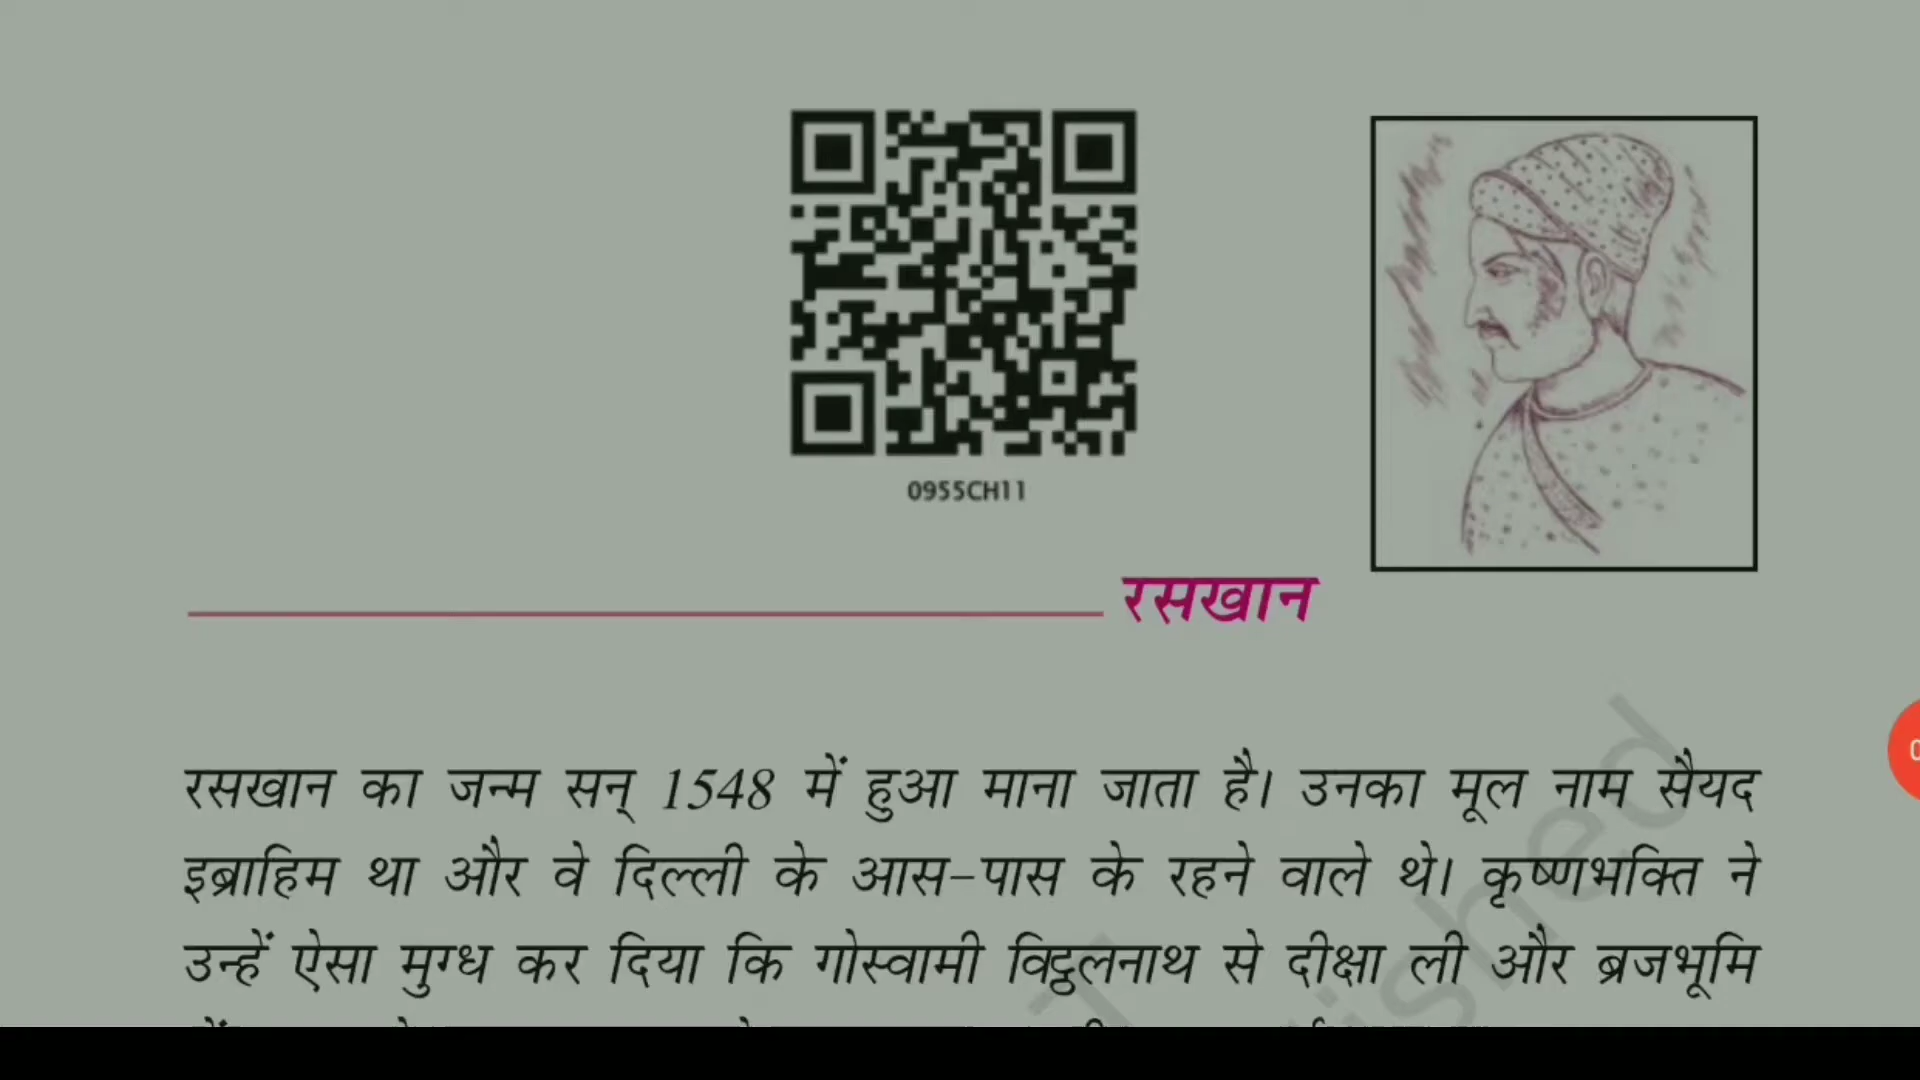 0955CH11
रसखान
रसखान का जन्म सन् 1548 में हुआ माना जाता है। उनका मूल नाम सैयद
इब्राहिम था और वे दिल्ली के आस-पास के रहने वाले थे। कृष्णभक्ति ने
उन्हें ऐसा मुग्ध कर दिया कि गोस्वामी विट्ठलनाथ से दीक्षा ली और ब्रजभूमि